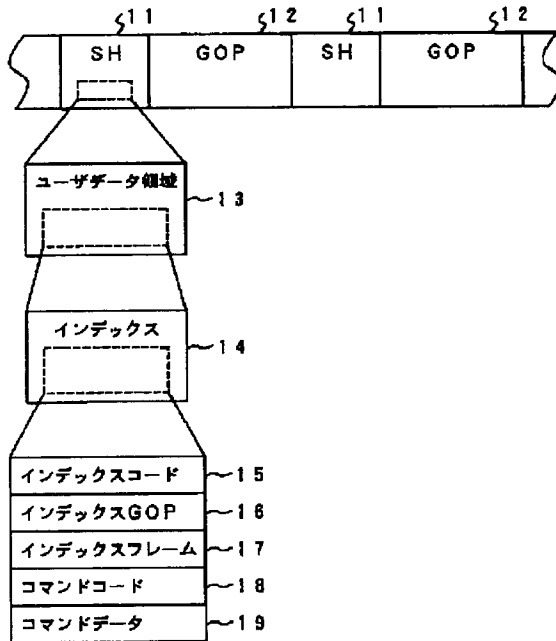 11 12 11 12
SH GOP SH GOP
ユーザデータ領域
13
インデックス
14
インデックスコード 15
インデックスGOP 16
インデックスフレーム 17
コマンドコード 18
コマンドデータ 19